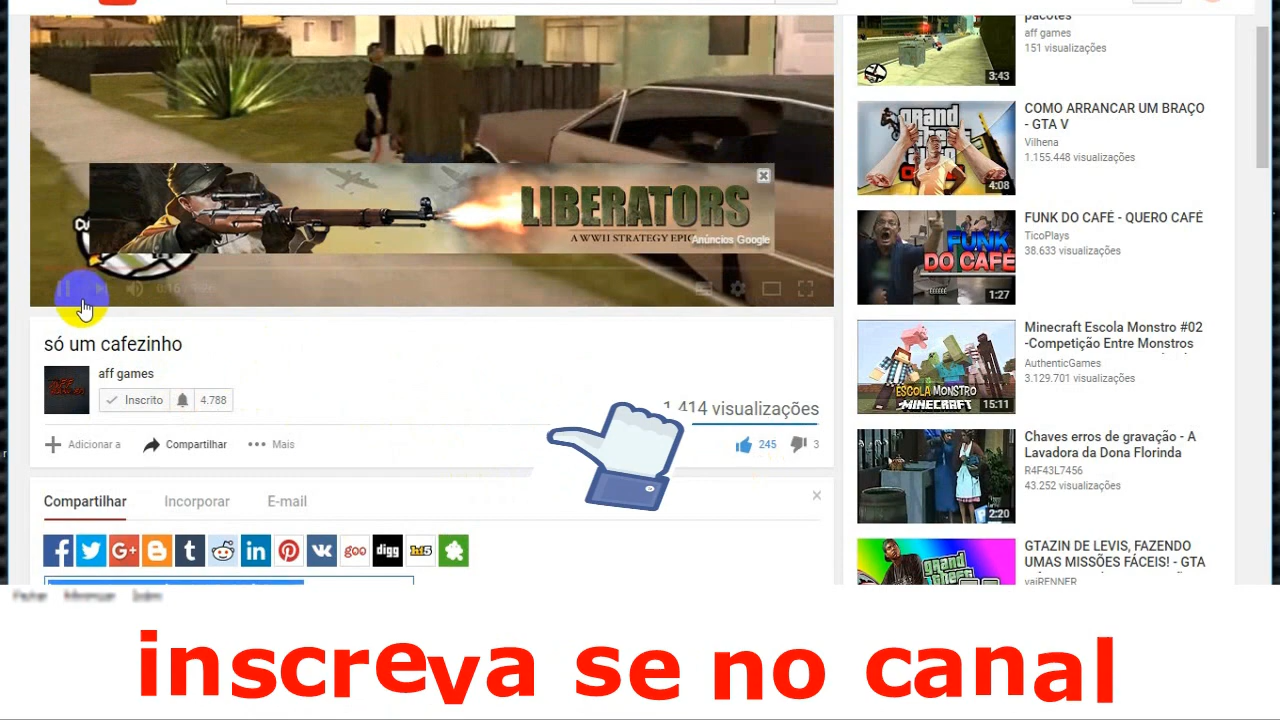 LIBERATORS
A WWII STRATEGY EPIC
Anúncios Google
só um cafezinho
aff games
Inscrito
4.788
1.414 visualizações
Adicionar a
Compartilhar
Mais
245
3
Compartilhar
Incorporar
E-mail
goo
digg
pacotes
aff games
151 visualizações
3:43
COMO ARRANCAR UM BRAÇO
- GTA V
Vilhena
1.155.448 visualizações
grand
4:08
FUNK DO CAFÉ - QUERO CAFÉ
TicoPlays
38.633 visualizações
FUNK
DO CAFÉ
1:27
Minecraft Escola Monstro #02
-Competição Entre Monstros
AuthenticGames
3.129.701 visualizações
ESCOLA MONSTRO
MINECRAFT
15:11
Chaves erros de gravação - A
Lavadora da Dona Florinda
R4F43L7456
43.252 visualizações
2:20
GTAZIN DE LEVIS, FAZENDO
UMAS MISSÕES FÁCEIS! - GTA
vaiRENNER
grand
inscreva se no canal